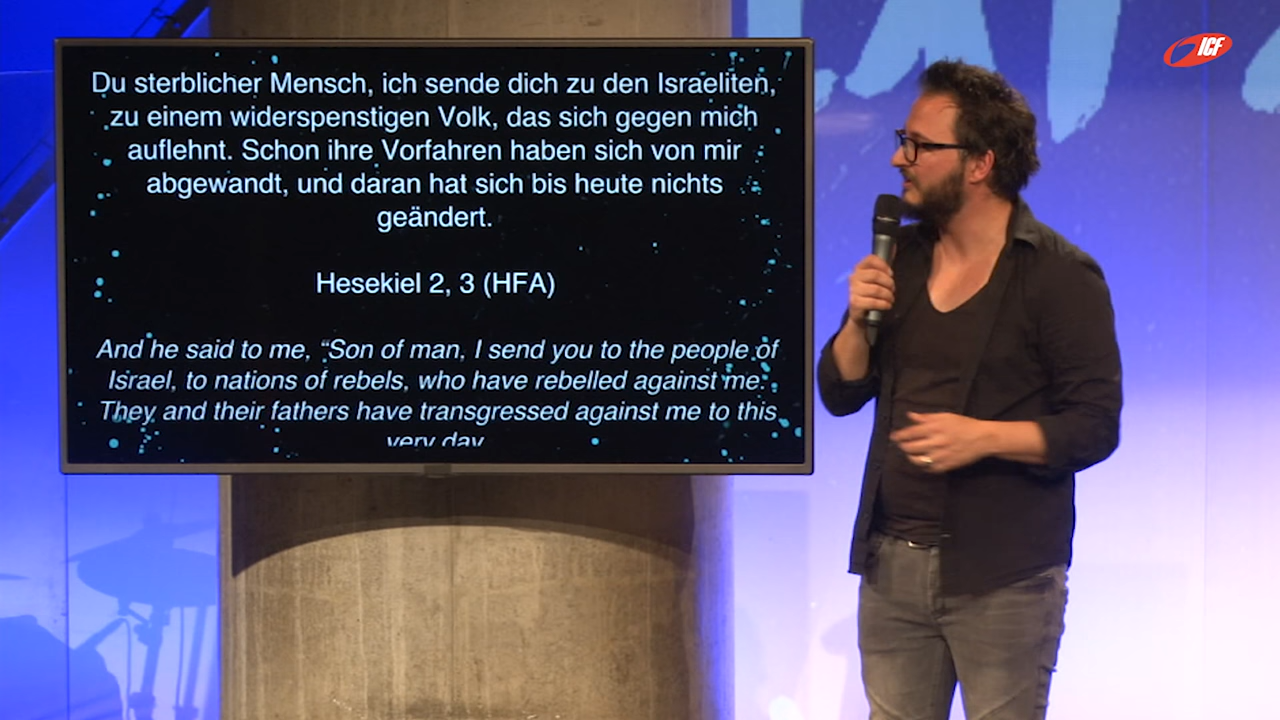 Du sterblicher Mensch, ich sende dich zu den Israeliten,
zu einem widerspenstigen Volk, das sich gegen mich
auflehnt. Schon ihre Vorfahren haben sich von mir
abgewandt, und daran hat sich bis heute nichts
geändert.
Hesekiel 2, 3 (HFA)
And he said to me, “Son of man, I send you to the people of
Israel, to nations of rebels, who have rebelled against me.
They and their fathers have transgressed against me to this
very day
ICF